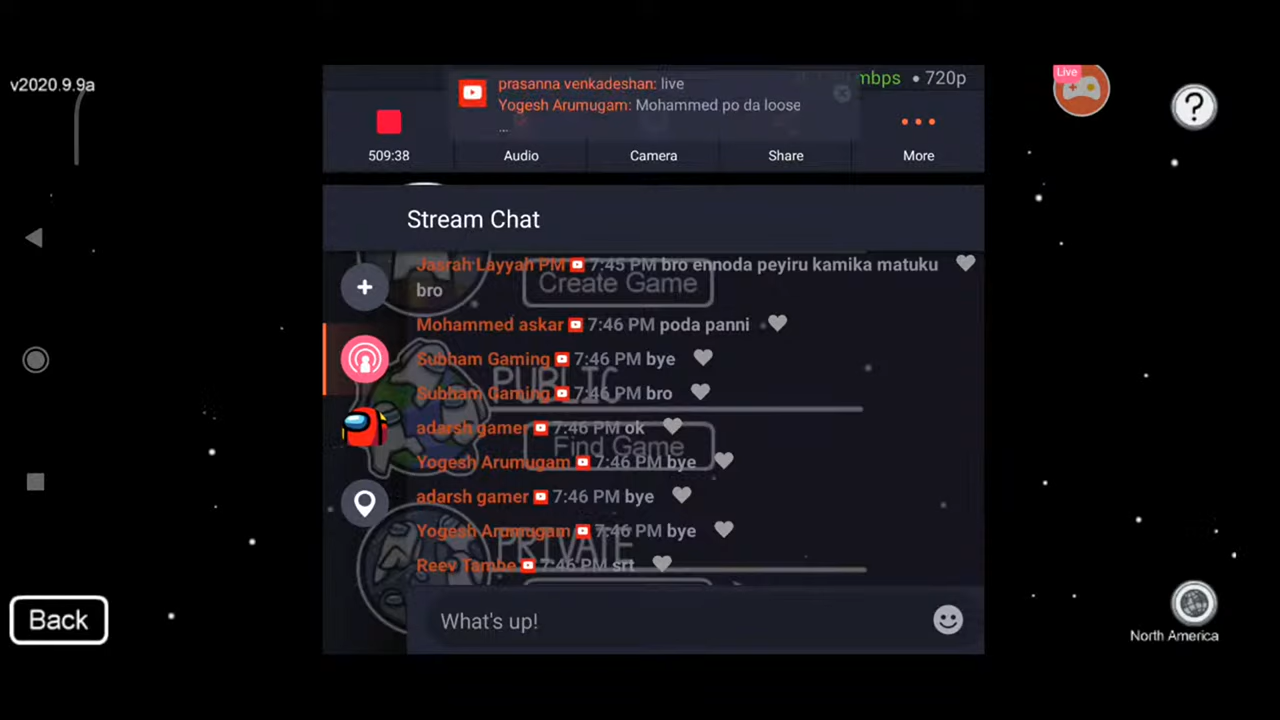 v2020.9.9a
prasanna venkadeshan: live
Yogesh Arumugam: Mohammed po da loose
...
mbps • 720p
Live
509:38
Audio
Camera
Share
More
Stream Chat
Jasrah Layyah PM 7:45 PM bro ennoda peyiru kamika matuku
bro
Create Game
Mohammed askar 7:46 PM poda panni
Subham Gaming 7:46 PM bye
PUBLIC
Subham Gaming 7:46 PM bro
adarsh gamer 7:46 PM ok
Find Game
Yogesh Arumugam 7:46 PM bye
adarsh gamer 7:46 PM bye
Yogesh Arumugam 7:46 PM bye
PRIVATE
Reev Tambe 7:46 PM srt
What's up!
Back
North America